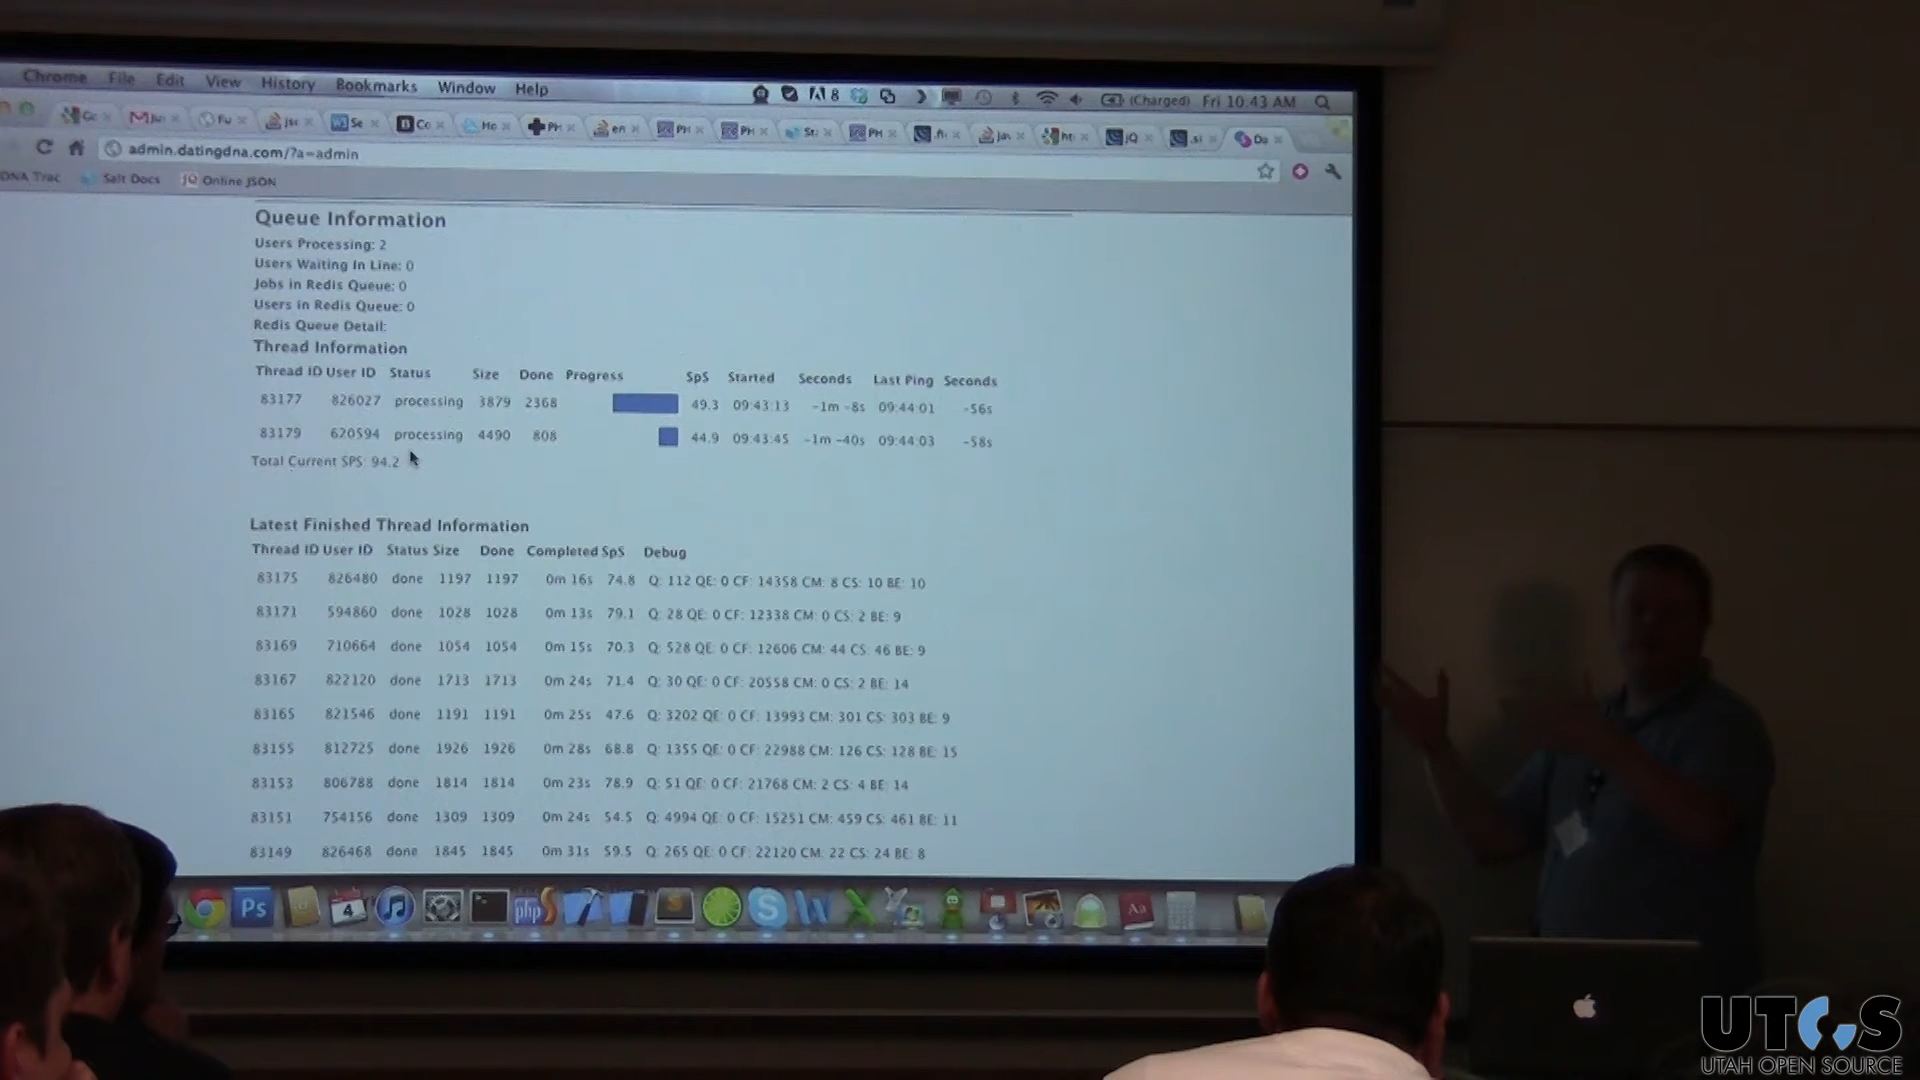 Chrome File Edit View History Bookmarks Window Help
8 (Charged) Fri 10:43 AM
admin.datingdna.com/?a=admin
DNA Trac Salt Docs Online JSON
Queue Information
Users Processing: 2
Users Waiting In Line: 0
Jobs in Redis Queue: 0
Users in Redis Queue: 0
Redis Queue Detail:
Thread Information
Thread ID User ID Status Size Done Progress SpS Started Seconds Last Ping Seconds
83177 826027 processing 3879 2368 49.3 09:43:13 -1m -8s 09:44:01 -56s
83179 620594 processing 4490 808 44.9 09:43:45 -1m -40s 09:44:03 -58s
Total Current SPS: 94.2
Latest Finished Thread Information
Thread ID User ID Status Size Done Completed SpS Debug
83175 826480 done 1197 1197 0m 16s 74.8 Q: 112 QE: 0 CF: 14358 CM: 8 CS: 10 BE: 10
83171 594860 done 1028 1028 0m 13s 79.1 Q: 28 QE: 0 CF: 12338 CM: 0 CS: 2 BE: 9
83169 710664 done 1054 1054 0m 15s 70.3 Q: 528 QE: 0 CF: 12606 CM: 44 CS: 46 BE: 9
83167 822120 done 1713 1713 0m 24s 71.4 Q: 30 QE: 0 CF: 20558 CM: 0 CS: 2 BE: 14
83165 821546 done 1191 1191 0m 25s 47.6 Q: 3202 QE: 0 CF: 13993 CM: 301 CS: 303 BE: 9
83155 812725 done 1926 1926 0m 28s 68.8 Q: 1355 QE: 0 CF: 22988 CM: 126 CS: 128 BE: 15
83153 806788 done 1814 1814 0m 23s 78.9 Q: 51 QE: 0 CF: 21768 CM: 2 CS: 4 BE: 14
83151 754156 done 1309 1309 0m 24s 54.5 Q: 4994 QE: 0 CF: 15251 CM: 459 CS: 461 BE: 11
83149 826468 done 1845 1845 0m 31s 59.5 Q: 265 QE: 0 CF: 22120 CM: 22 CS: 24 BE: 8
Ps 4 php Aa
UTOS
UTAH OPEN SOURCE